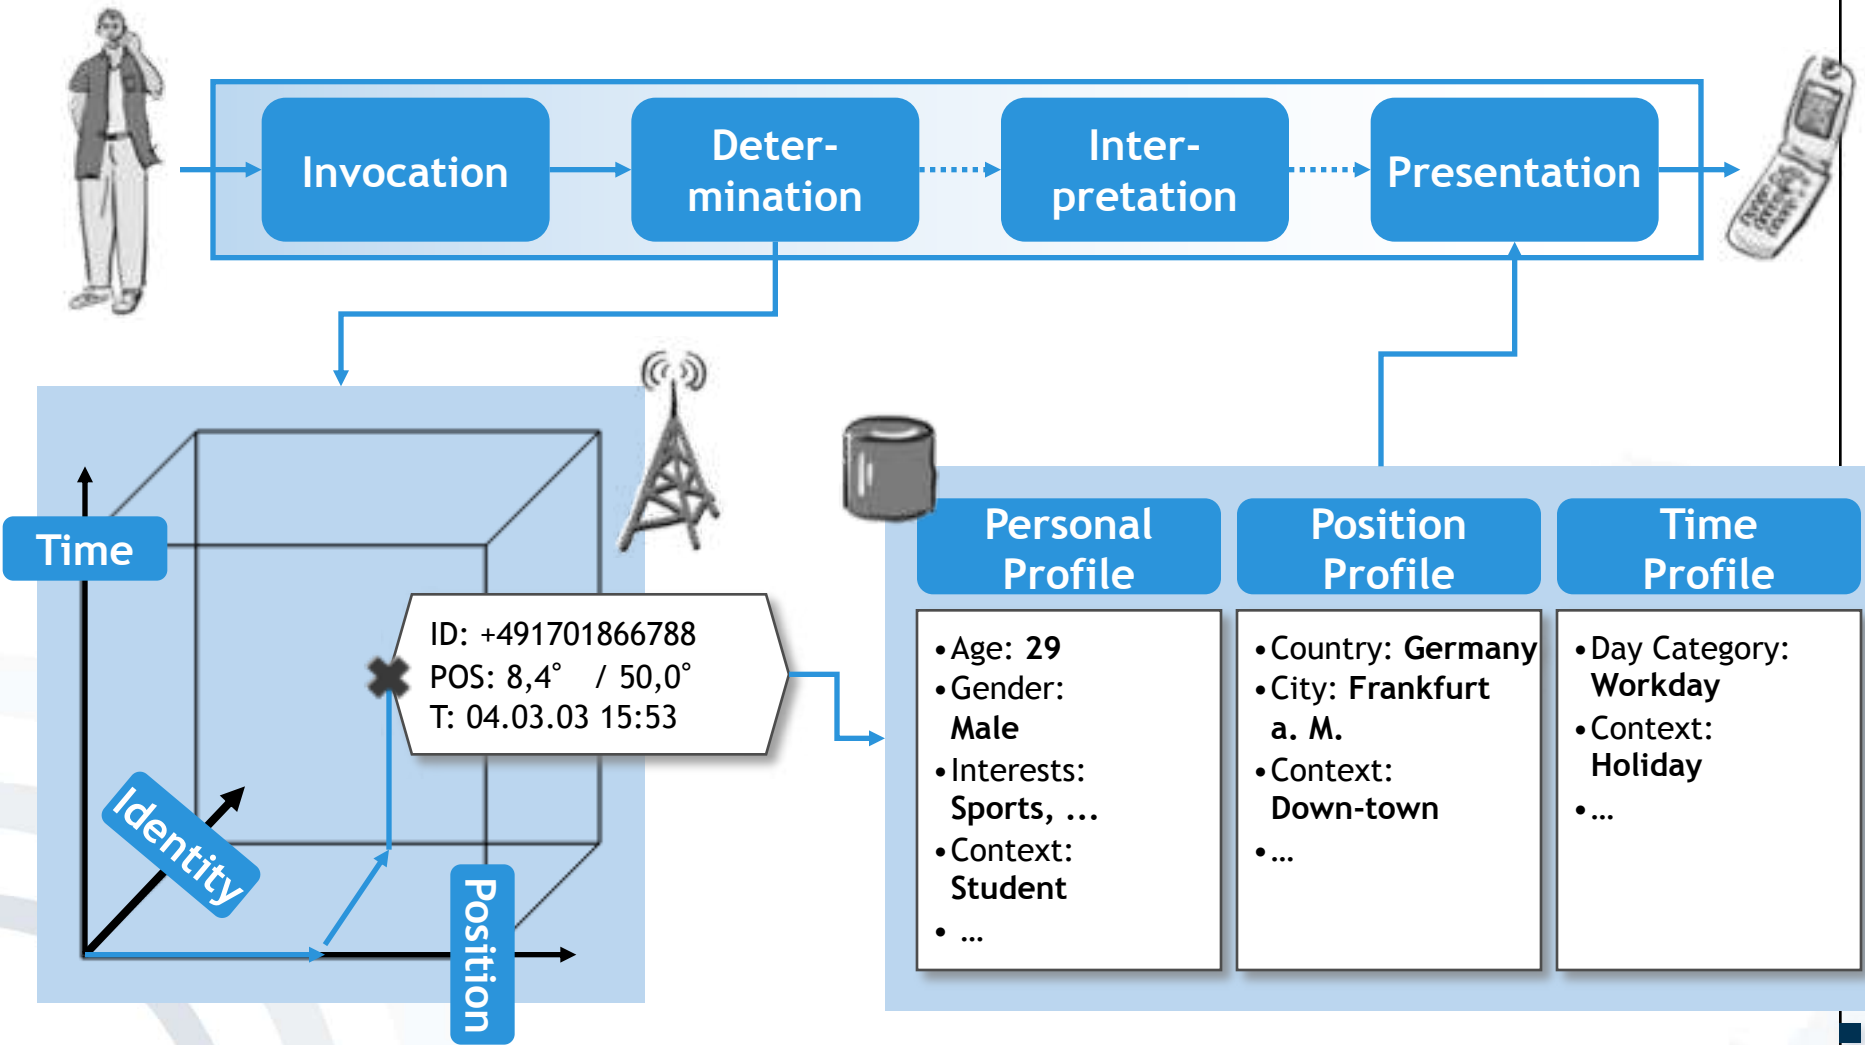 Invocation
Deter-
mination
Inter-
pretation
Presentation
Time
Identity
Position
ID: +491701866788
POS: 8,4° / 50,0°
T: 04.03.03 15:53
Personal
Profile
•Age: 29
•Gender:
Male
•Interests:
Sports, ...
•Context:
Student
• …
Position
Profile
•Country: Germany
•City: Frankfurt
a. M.
•Context:
Down-town
•…
Time
Profile
•Day Category:
Workday
•Context:
Holiday
•…